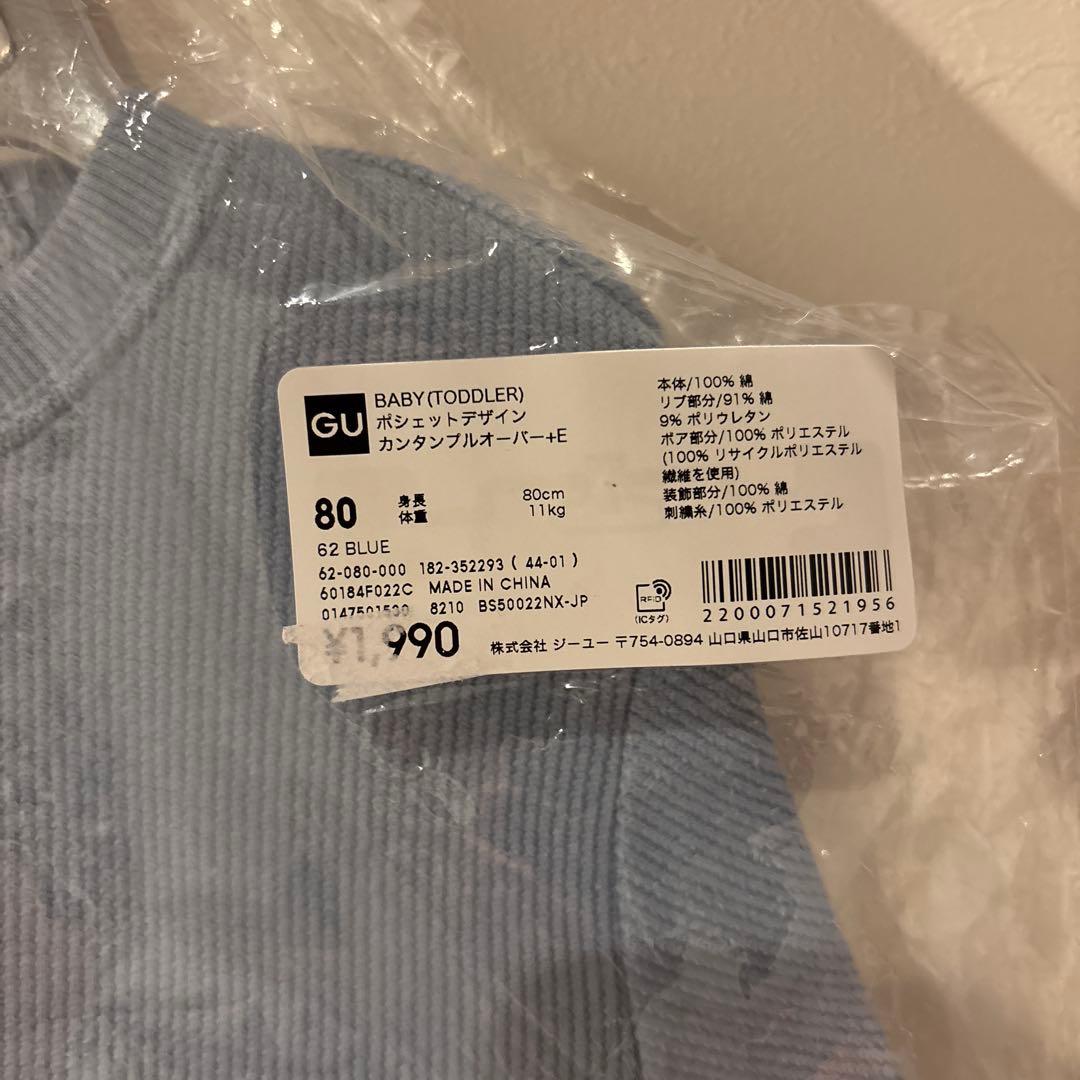 GU
BABY(TODDLER)
ポシェットデザイン
カンタンプルオーバー+E
80
身長 80cm
体重 11kg
62 BLUE
62-080-000 182-352293 ( 44-01 )
60184F022C MADE IN CHINA
0147501530 8210 BS50022NX-JP
¥1,990
本体/100% 綿
リブ部分/91% 綿
9% ポリウレタン
ボア部分/100% ポリエステル
(100% リサイクルポリエステル
繊維を使用)
装飾部分/100% 綿
刺繍糸/100% ポリエステル
RFID
(ICタグ)
2200071521956
株式会社 ジーユー 〒754-0894 山口県山口市佐山10717番地1